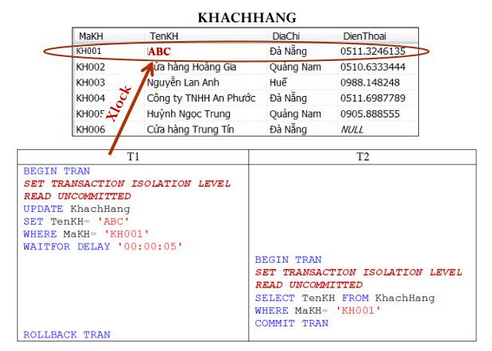 KHACHHANG
MaKH TenKH DiaChi DienThoai
KH001 ABC Đà Nẵng 0511.3246135
KH002 Cửa hàng Hoàng Gia Quảng Nam 0510.6333444
KH003 Nguyễn Lan Anh Huế 0988.148248
KH004 Công ty TNHH An Phước Đà Nẵng 0511.6987789
KH005 Huỳnh Ngọc Trung Quảng Nam 0905.888555
KH006 Cửa hàng Trung Tín Đà Nẵng NULL
Xlock
T1 T2
BEGIN TRAN
SET TRANSACTION ISOLATION LEVEL
READ UNCOMMITTED
UPDATE KhachHang
SET TenKH= 'ABC'
WHERE MaKH= 'KH001'
WAITFOR DELAY '00:00:05'
BEGIN TRAN
SET TRANSACTION ISOLATION LEVEL
READ UNCOMMITTED
SELECT TenKH FROM KhachHang
WHERE MaKH= 'KH001'
COMMIT TRAN
ROLLBACK TRAN